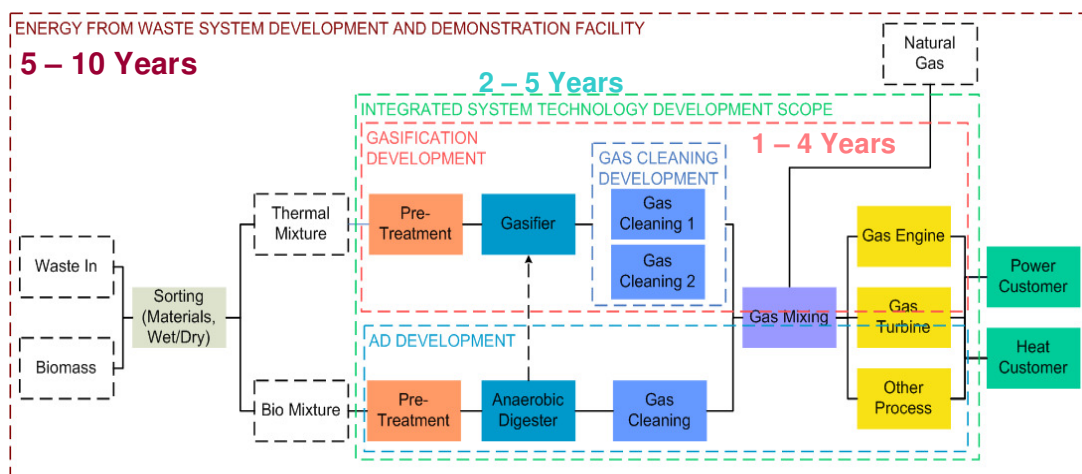 ENERGY FROM WASTE SYSTEM DEVELOPMENT AND DEMONSTRATION FACILITY
5 – 10 Years
Natural
Gas
2 – 5 Years
INTEGRATED SYSTEM TECHNOLOGY DEVELOPMENT SCOPE
GASIFICATION
DEVELOPMENT
1 – 4 Years
GAS CLEANING
DEVELOPMENT
Thermal
Mixture
Pre-
Treatment
Gasifier
Gas
Cleaning 1
Gas
Cleaning 2
Waste In
Biomass
Sorting
(Materials,
Wet/Dry)
Gas Mixing
Gas Engine
Gas
Turbine
Other
Process
Power
Customer
Heat
Customer
AD DEVELOPMENT
Bio Mixture
Pre-
Treatment
Anaerobic
Digester
Gas
Cleaning